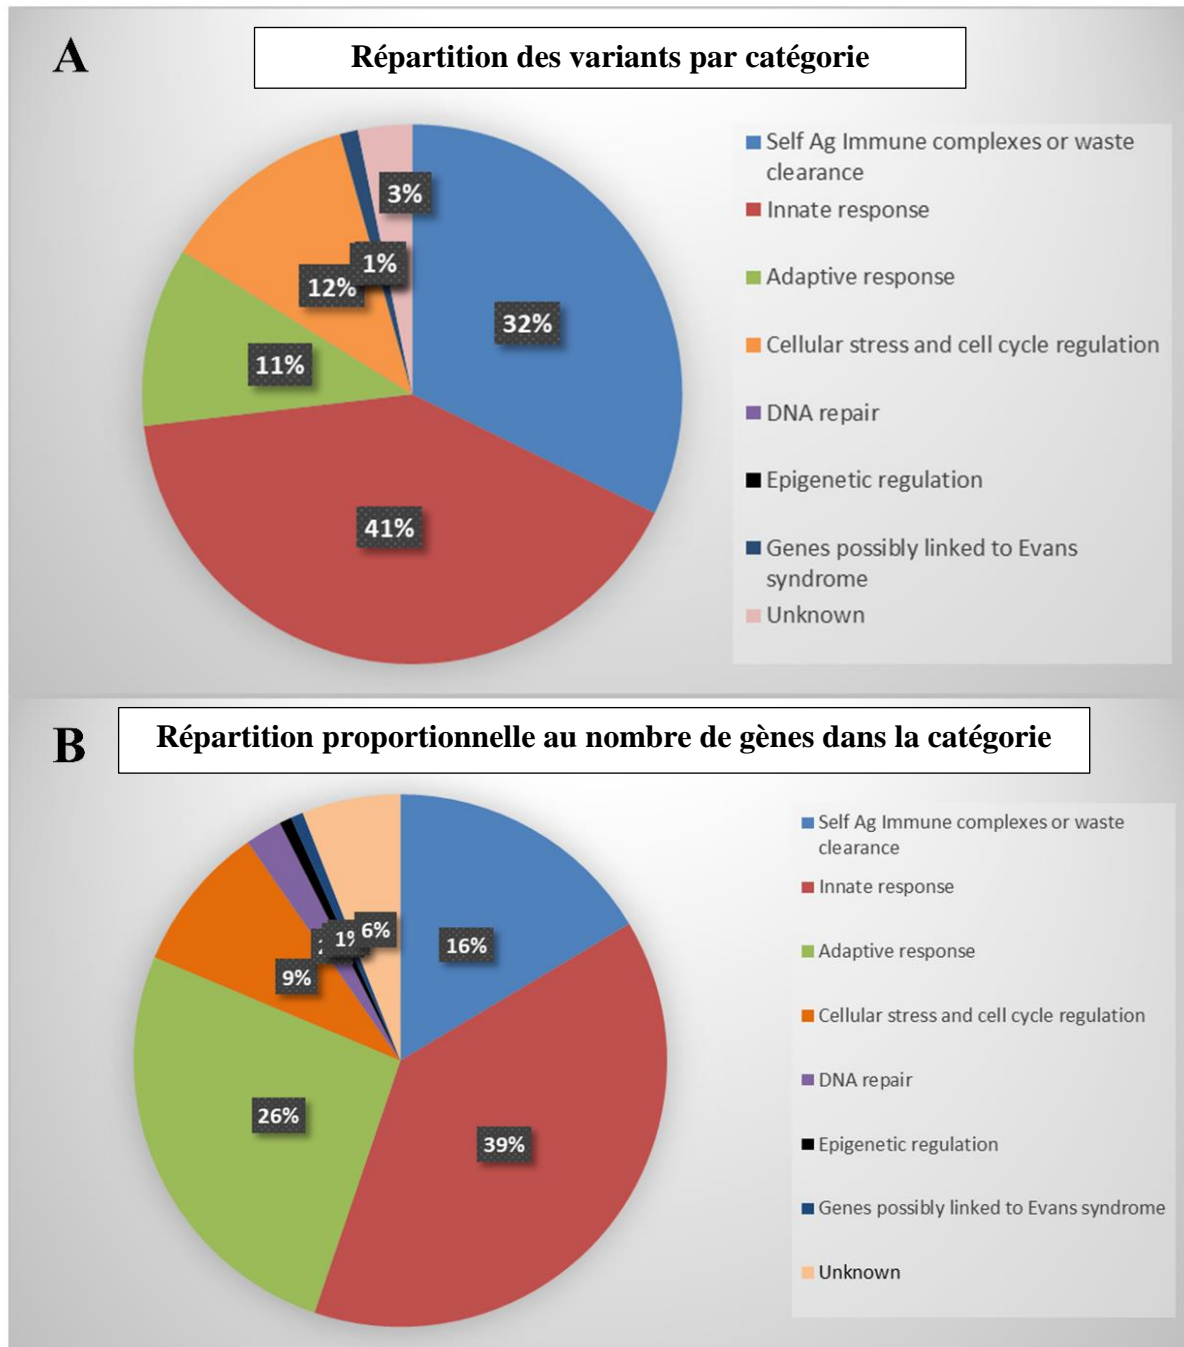 A
Répartition des variants par catégorie
3%
1%
12%
32%
11%
41%
Self Ag Immune complexes or waste
clearance
Innate response
Adaptive response
Cellular stress and cell cycle regulation
DNA repair
Epigenetic regulation
Genes possibly linked to Evans
syndrome
Unknown
B
Répartition proportionnelle au nombre de gènes dans la catégorie
6%
1%
16%
9%
26%
39%
Self Ag Immune complexes or waste
clearance
Innate response
Adaptive response
Cellular stress and cell cycle regulation
DNA repair
Epigenetic regulation
Genes possibly linked to Evans syndrome
Unknown